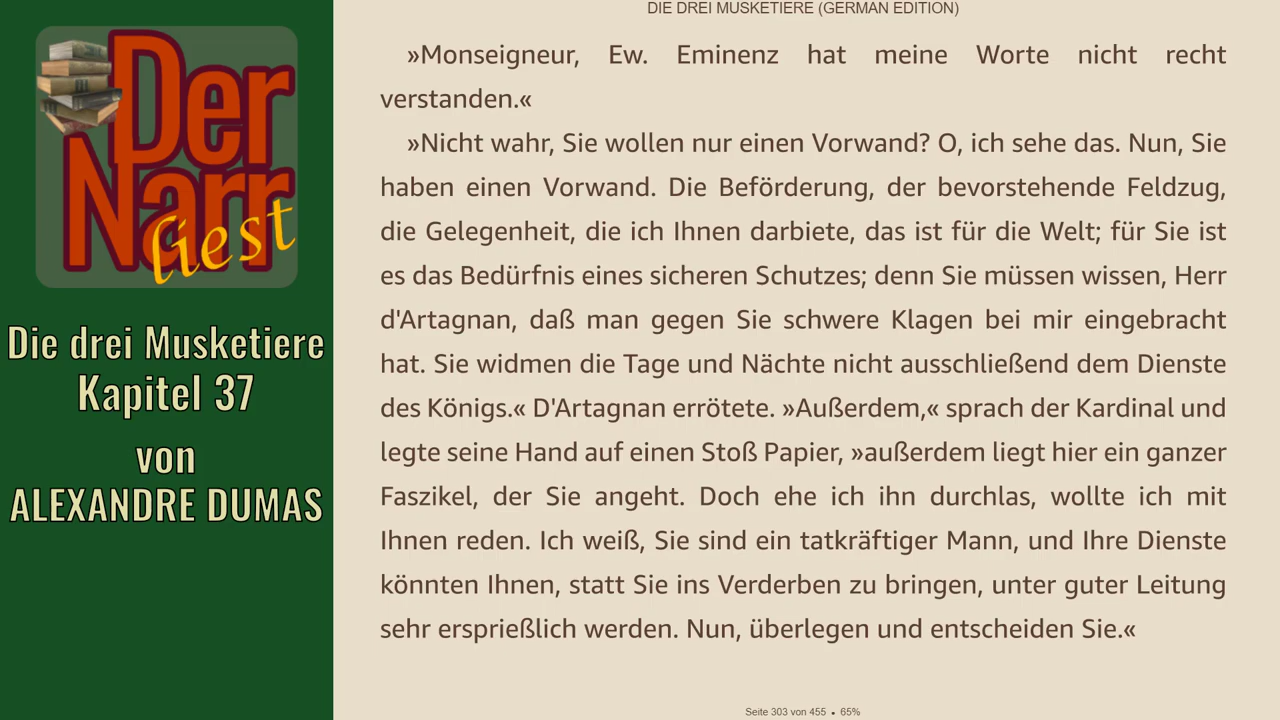 Der
Narr
liest
Die drei Musketiere
Kapitel 37
von
ALEXANDRE DUMAS
DIE DREI MUSKETIERE (GERMAN EDITION)
»Monseigneur, Ew. Eminenz hat meine Worte nicht recht
verstanden.«
»Nicht wahr, Sie wollen nur einen Vorwand? O, ich sehe das. Nun, Sie
haben einen Vorwand. Die Beförderung, der bevorstehende Feldzug,
die Gelegenheit, die ich Ihnen darbiete, das ist für die Welt; für Sie ist
es das Bedürfnis eines sicheren Schutzes; denn Sie müssen wissen, Herr
d'Artagnan, daß man gegen Sie schwere Klagen bei mir eingebracht
hat. Sie widmen die Tage und Nächte nicht ausschließend dem Dienste
des Königs.« D'Artagnan errötete. »Außerdem,« sprach der Kardinal und
legte seine Hand auf einen Stoß Papier, »außerdem liegt hier ein ganzer
Faszikel, der Sie angeht. Doch ehe ich ihn durchlas, wollte ich mit
Ihnen reden. Ich weiß, Sie sind ein tatkräftiger Mann, und Ihre Dienste
könnten Ihnen, statt Sie ins Verderben zu bringen, unter guter Leitung
sehr ersprießlich werden. Nun, überlegen und entscheiden Sie.«
Seite 303 von 455 • 65%